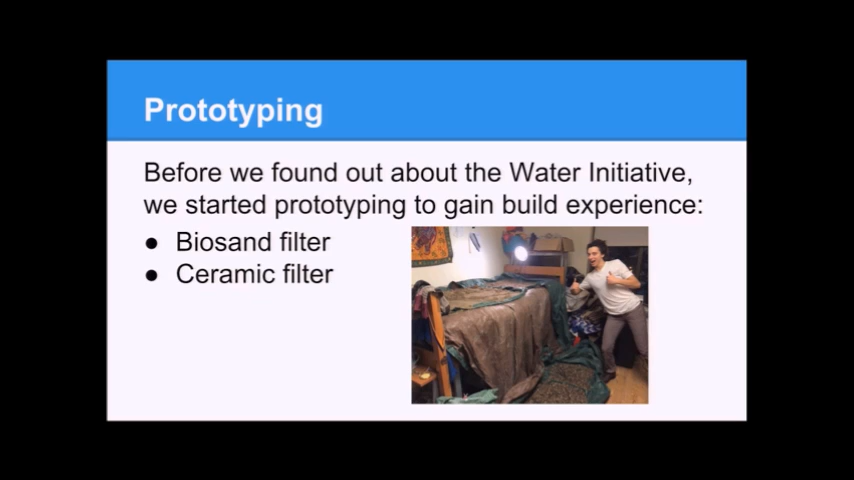 Prototyping
Before we found out about the Water Initiative,
we started prototyping to gain build experience:
● Biosand filter
● Ceramic filter